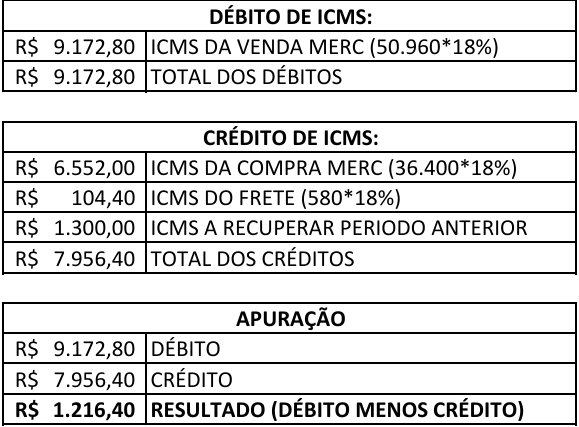 DÉBITO DE ICMS:
R$ 9.172,80 ICMS DA VENDA MERC (50.960*18%)
R$ 9.172,80 TOTAL DOS DÉBITOS
CRÉDITO DE ICMS:
R$ 6.552,00 ICMS DA COMPRA MERC (36.400*18%)
R$ 104,40 ICMS DO FRETE (580*18%)
R$ 1.300,00 ICMS A RECUPERAR PERIODO ANTERIOR
R$ 7.956,40 TOTAL DOS CRÉDITOS
APURAÇÃO
R$ 9.172,80 DÉBITO
R$ 7.956,40 CRÉDITO
R$ 1.216,40 RESULTADO (DÉBITO MENOS CRÉDITO)